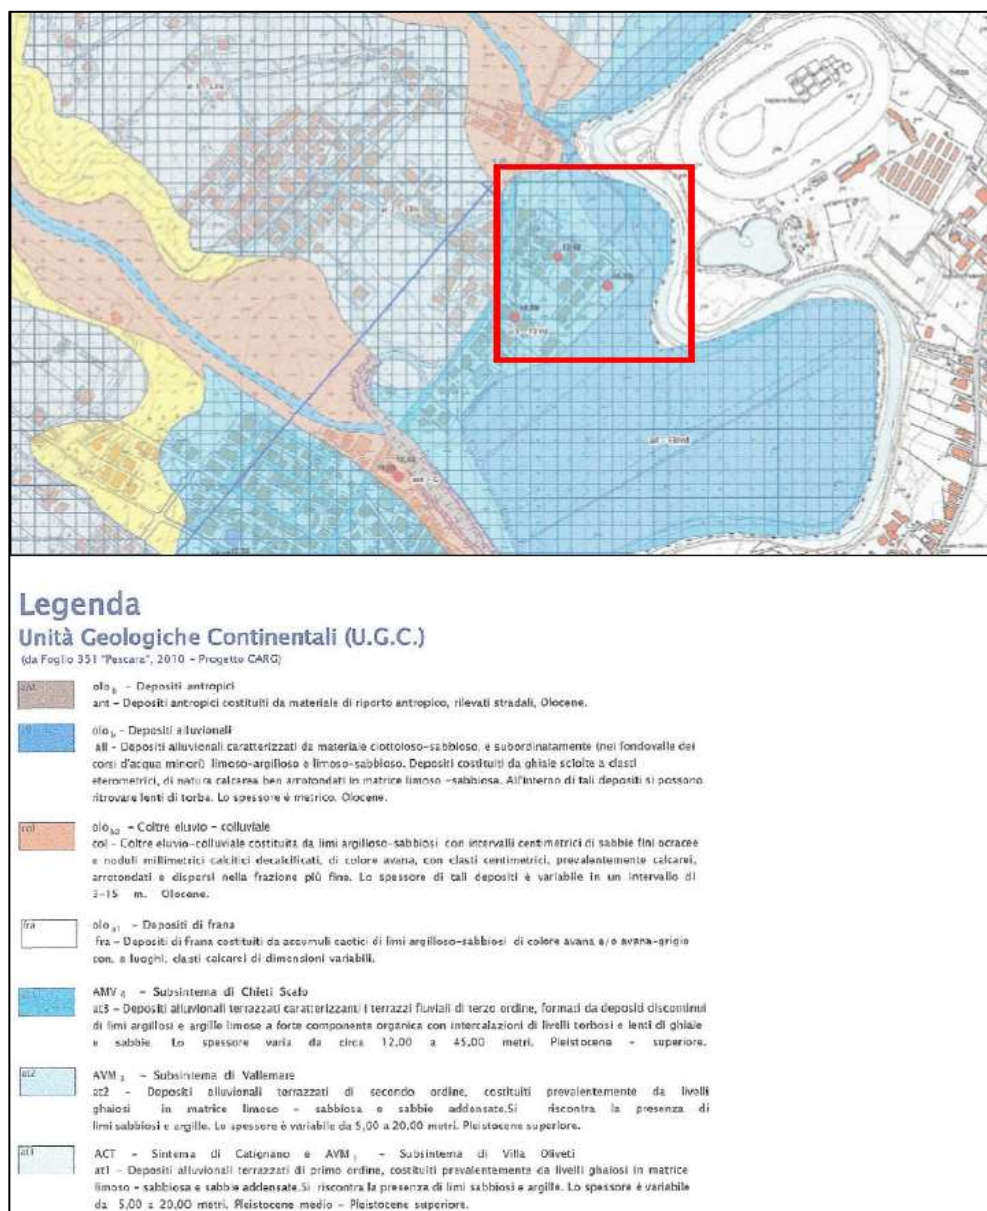 Legenda
Unità Geologiche Continentali (U.G.C.)
(da Foglio 351 "Pescara", 2010 - Progetto CARG)
ant
olo - Depositi antropici
ant - Depositi antropici costituiti da materiale di riporto antropico, rilevati stradali, Olocene.
olo b - Depositi alluvionali
all - Depositi alluvionali caratterizzati da materiale ciottoloso-sabbioso, e subordinatamente (nei fondovalle dei
corsi d'acqua minori) limoso-argilloso e limoso-sabbioso. Depositi costituiti da ghiaie sciolte a clasti
eterometrici, di natura calcarea ben arrotondati in matrice limoso -sabbiosa. All'interno di tali depositi si possono
ritrovare lenti di torba. Lo spessore è metrico. Olocene.
col
olo b2 - Coltre eluvio - colluviale
col - Coltre eluvio-colluviale costituita da limi argilloso-sabbiosi con intervalli centimetrici di sabbie fini ocracee
e noduli millimetrici calcitici decalcificati, di colore avana, con clasti centimetrici, prevalentemente calcarei,
arrotondati e dispersi nella frazione più fine. Lo spessore di tali depositi è variabile in un intervallo di
3-15 m. Olocene.
fra
olo a1 - Depositi di frana
fra - Depositi di frana costituiti da accumuli caotici di limi argilloso-sabbiosi di colore avana e/o avana-grigio
con, a luoghi, clasti calcarei di dimensioni variabili.
AMV 4 - Subsintema di Chieti Scalo
at3 - Depositi alluvionali terrazzati caratterizzanti i terrazzi fluviali di terzo ordine, formati da depositi discontinui
di limi argillosi e argille limose a forte componente organica con intercalazioni di livelli torbosi e lenti di ghiaie
e sabbie. Lo spessore varia da circa 12,00 a 45,00 metri. Pleistocene - superiore.
at2
AVM 3 - Subsintema di Vallemare
at2 - Depositi alluvionali terrazzati di secondo ordine, costituiti prevalentemente da livelli
ghaiosi in matrice limoso - sabbiosa e sabbie addensate.Si riscontra la presenza di
limi sabbiosi e argille. Lo spessore è variabile da 5,00 a 20,00 metri. Pleistocene superiore.
at1
ACT - Sintema di Catignano e AVM 1 - Subsintema di Villa Oliveti
at1 - Depositi alluvionali terrazzati di primo ordine, costituiti prevalentemente da livelli ghaiosi in matrice
limoso - sabbiosa e sabbie addensate.Si riscontra la presenza di limi sabbiosi e argille. Lo spessore è variabile
da 5,00 a 20,00 metri. Pleistocene medio - Pleistocene superiore.